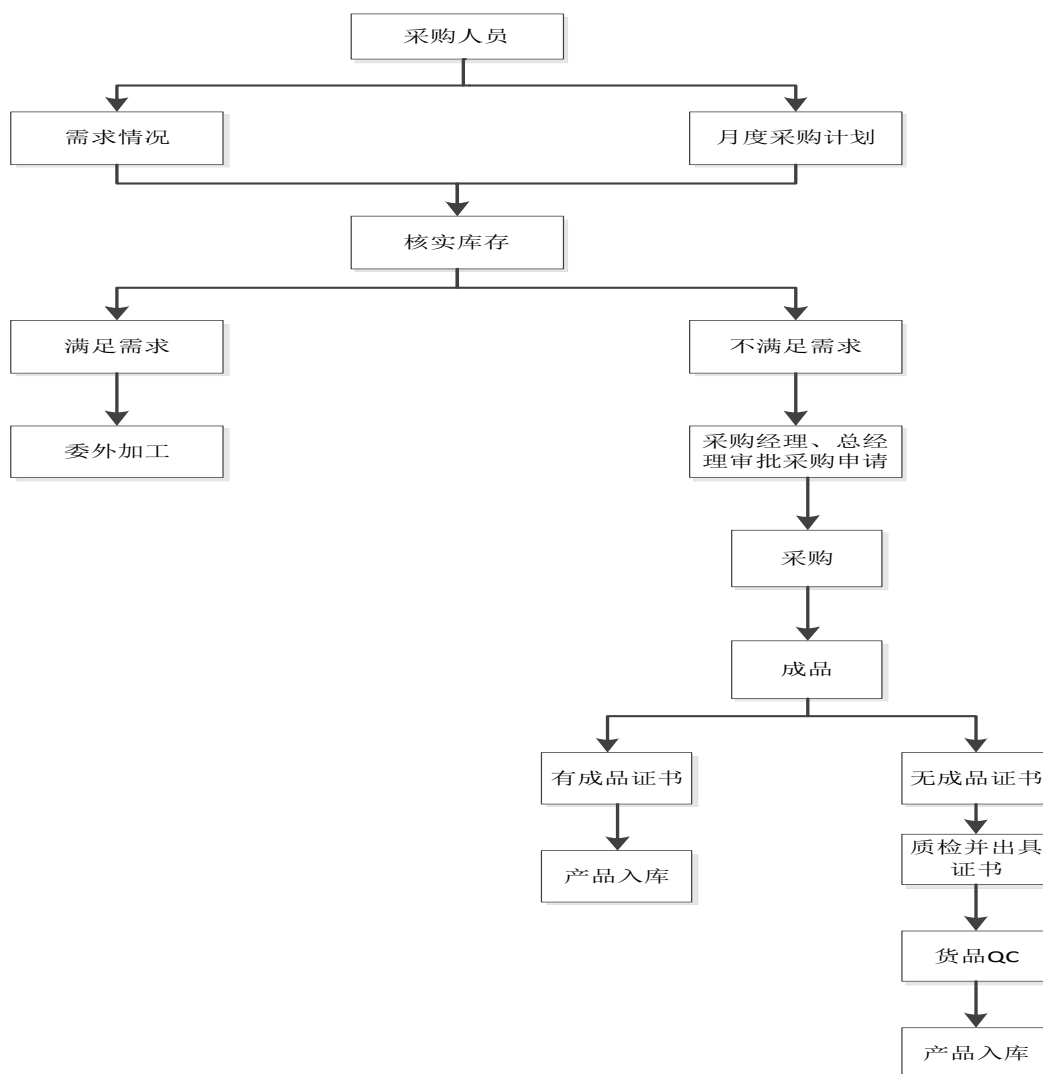 采购人员
需求情况
月度采购计划
核实库存
满足需求
不满足需求
委外加工
采购经理、总经
理审批采购申请
采购
成品
有成品证书
无成品证书
质检并出具
证书
产品入库
货品QC
产品入库